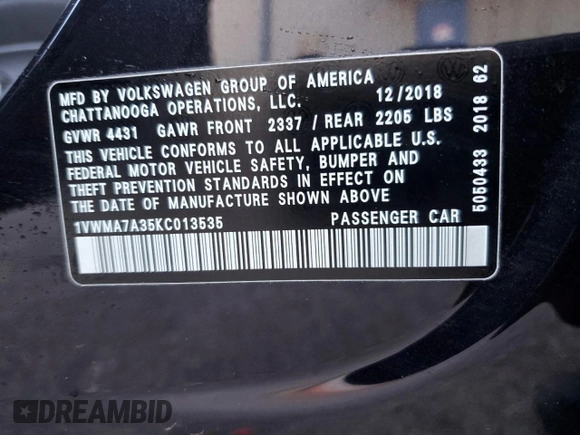 MFD BY VOLKSWAGEN GROUP OF AMERICA
CHATTANOOGA OPERATIONS, LLC. 12/2018
GVWR 4431 GAWR FRONT 2337 / REAR 2205 LBS
THIS VEHICLE CONFORMS TO ALL APPLICABLE U.S.
FEDERAL MOTOR VEHICLE SAFETY, BUMPER AND
THEFT PREVENTION STANDARDS IN EFFECT ON
THE DATE OF MANUFACTURE SHOWN ABOVE
1VWMA7A35KC013535 PASSENGER CAR
5050433 2018 62
DREAMBID